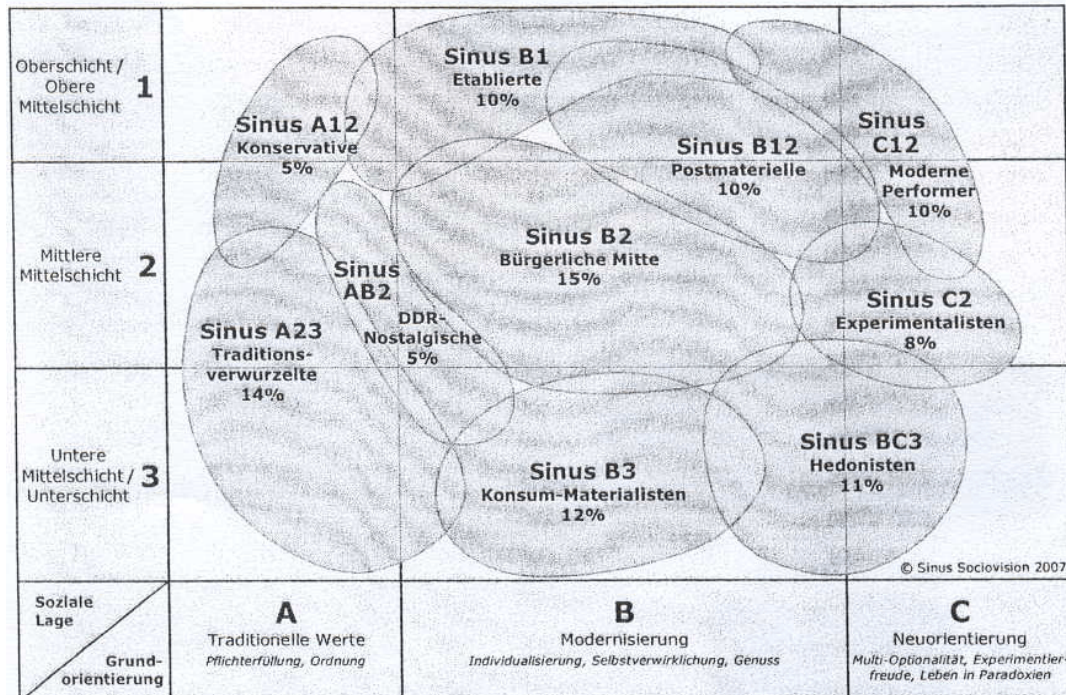 Oberschicht /
Obere
Mittelschicht
1
Sinus B1
Etablierte
10%
Sinus A12
Konservative
5%
Sinus B12
Postmaterielle
10%
Sinus
C12
Moderne
Performer
10%
Mittlere
Mittelschicht
2
Sinus B2
Bürgerliche Mitte
15%
Sinus
AB2
DDR-
Nostalgische
5%
Sinus A23
Traditions-
verwurzelte
14%
Sinus C2
Experimentalisten
8%
Untere
Mittelschicht /
Unterschicht
3
Sinus B3
Konsum-Materialisten
12%
Sinus BC3
Hedonisten
11%
© Sinus Sociovision 2007
Soziale
Lage
Grund-
orientierung
A
Traditionelle Werte
Pflichterfüllung, Ordnung
B
Modernisierung
Individualisierung, Selbstverwirklichung, Genuss
C
Neuorientierung
Multi-Optionalität, Experimentier-
freude, Leben in Paradoxien